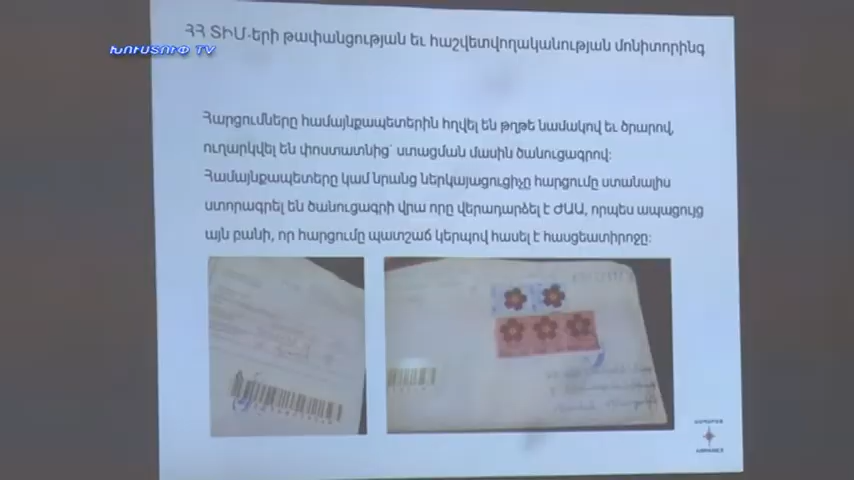 ՀՀ ՏԻՄ-երի թափանցության եւ հաշվետվողականության մոնիտորինգ
ԽՈՒՍՏՈՒՓ TV
Հարցումները համայնքապետերին հղվել են թղթե նամակով եւ ծրարով,
ուղարկվել են փոստատնից՝ ստացման մասին ծանուցագրով:
Համայնքապետերը կամ նրանց ներկայացուցիչը հարցումը ստանալիս
ստորագրել են ծանուցագրի վրա որը վերադարձել է ԺԱԱ, որպես ապացույց
այն բանի, որ հարցումը պատշաճ կերպով հասել է հասցեատիրոջը: